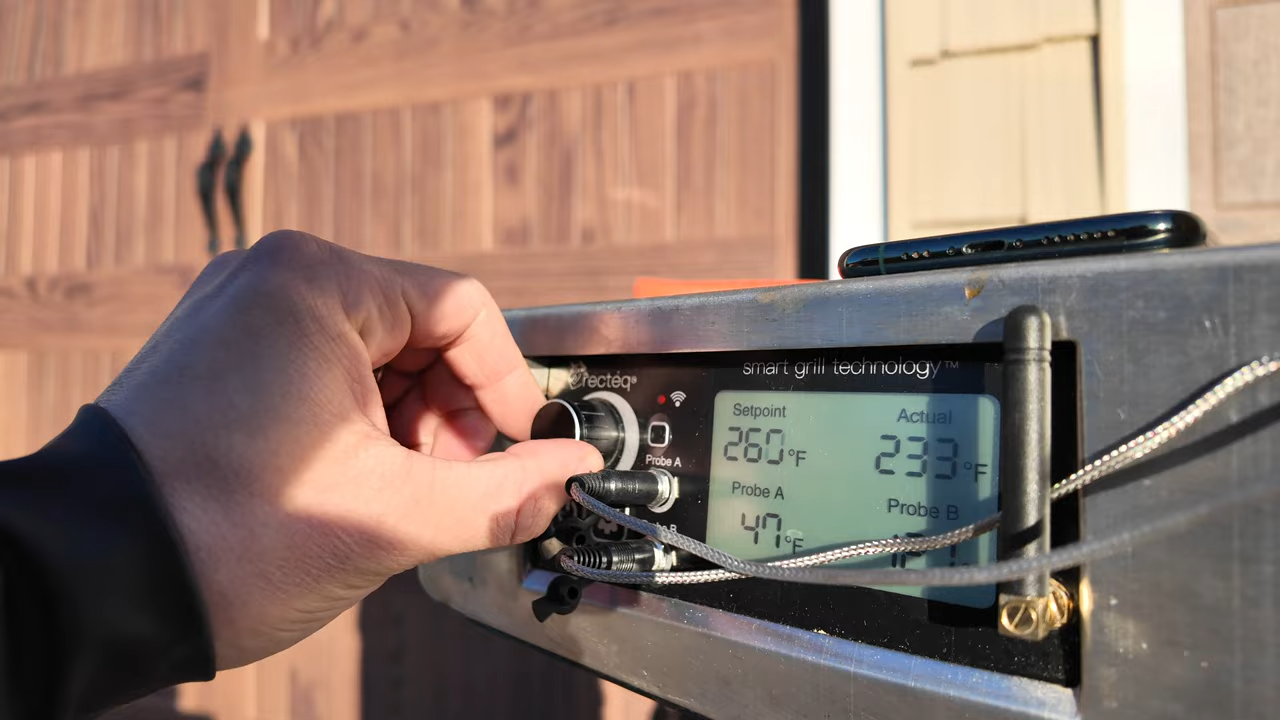 smart grill technology™
recteq®
Setpoint Actual
260°F 233°F
Probe A
Probe A Probe B
47°F